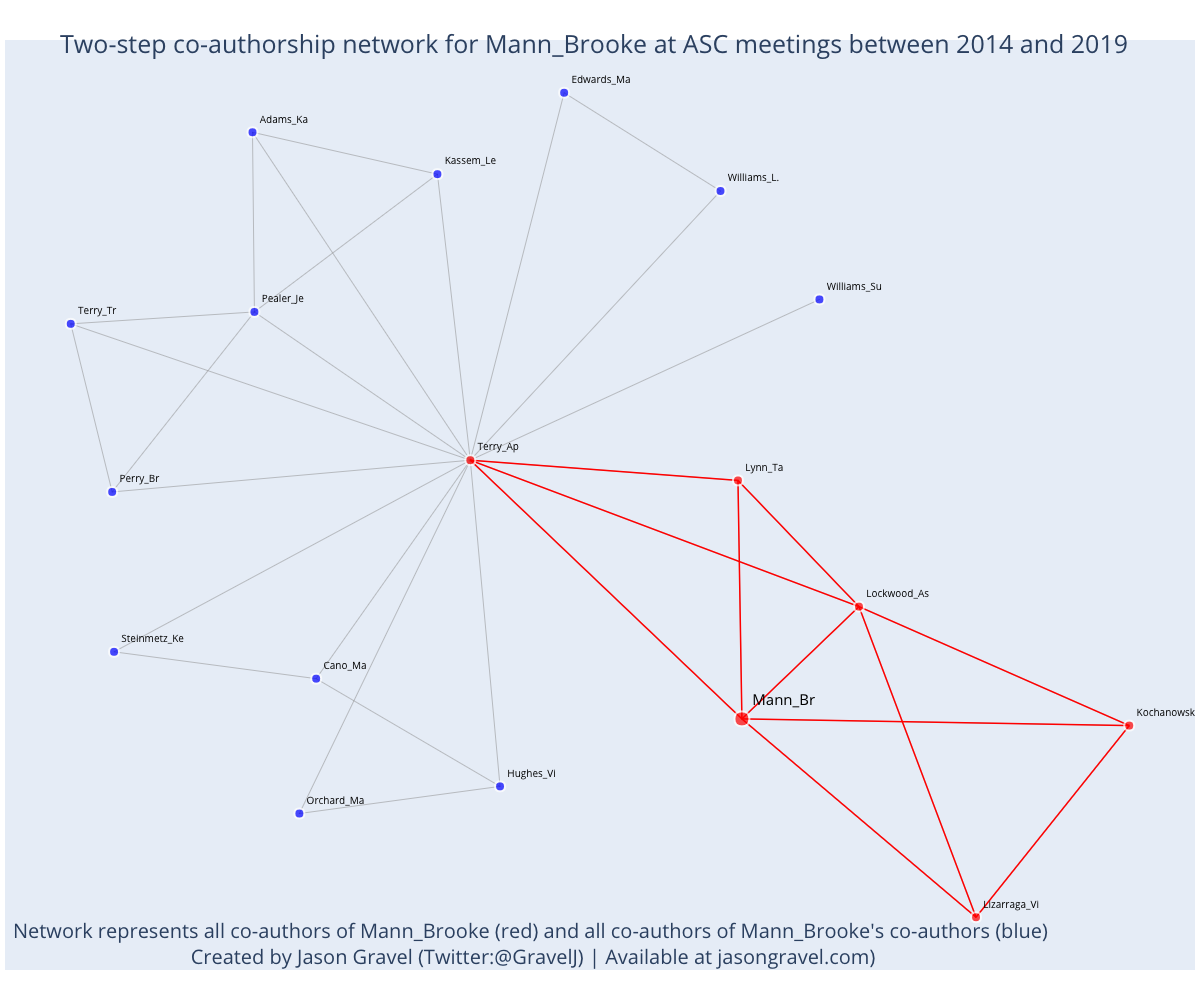 Two-step co-authorship network for Mann_Brooke at ASC meetings between 2014 and 2019
Edwards_Ma
Adams_Ka
Kassem_Le
Williams_L.
Williams_Su
Pealer_Je
Terry_Tr
Terry_Ap
Lynn_Ta
Perry_Br
Lockwood_As
Steinmetz_Ke
Cano_Ma
Mann_Br
Kochanowsk
Hughes_Vi
Orchard_Ma
Lizarraga_Vi
Network represents all co-authors of Mann_Brooke (red) and all co-authors of Mann_Brooke's co-authors (blue)
Created by Jason Gravel (Twitter:@GravelJ) | Available at jasongravel.com)